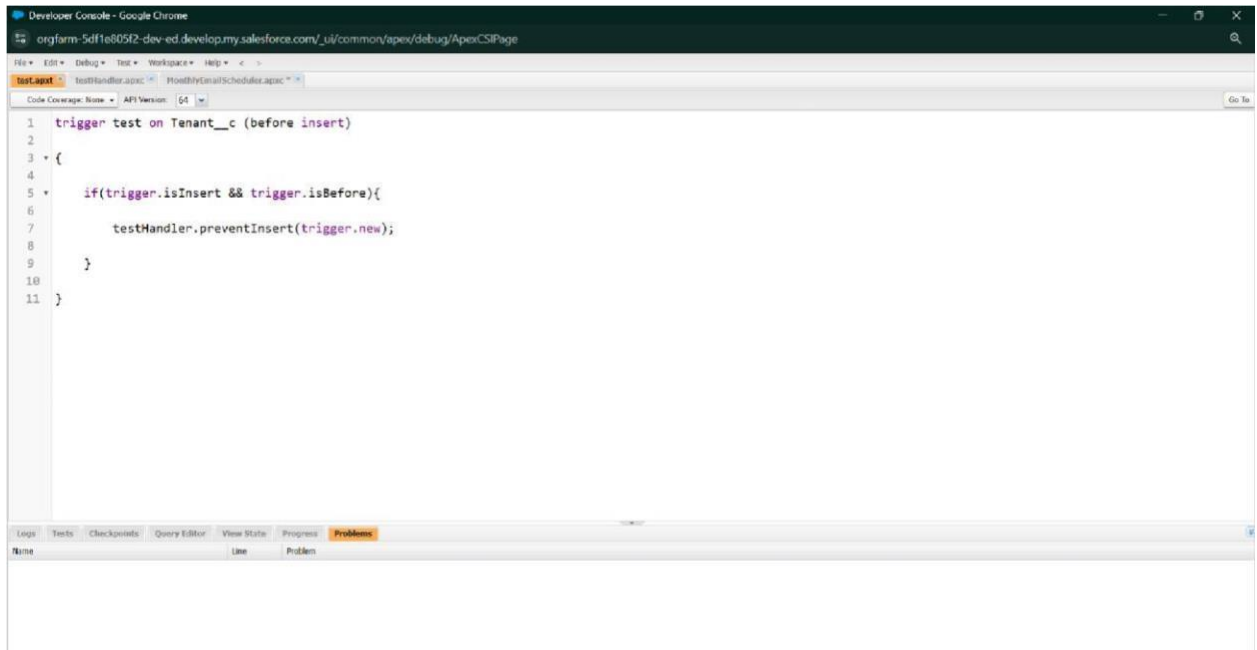 Developer Console - Google Chrome
orgfarm-5df1e805f2-dev-ed.develop.my.salesforce.com/_ui/common/apex/debug/ApexCSIPage
File Edit Debug Test Workspace Help < >
test.apxt testHandler.apxc MonthlyEmailScheduler.apxc *
Code Coverage: None API Version: 64 Go To
1 trigger test on Tenant__c (before insert)
2
3 {
4
5 if(trigger.isInsert && trigger.isBefore){
6
7 testHandler.preventInsert(trigger.new);
8
9 }
10
11 }
Logs Tests Checkpoints Query Editor View State Progress Problems
Name Line Problem